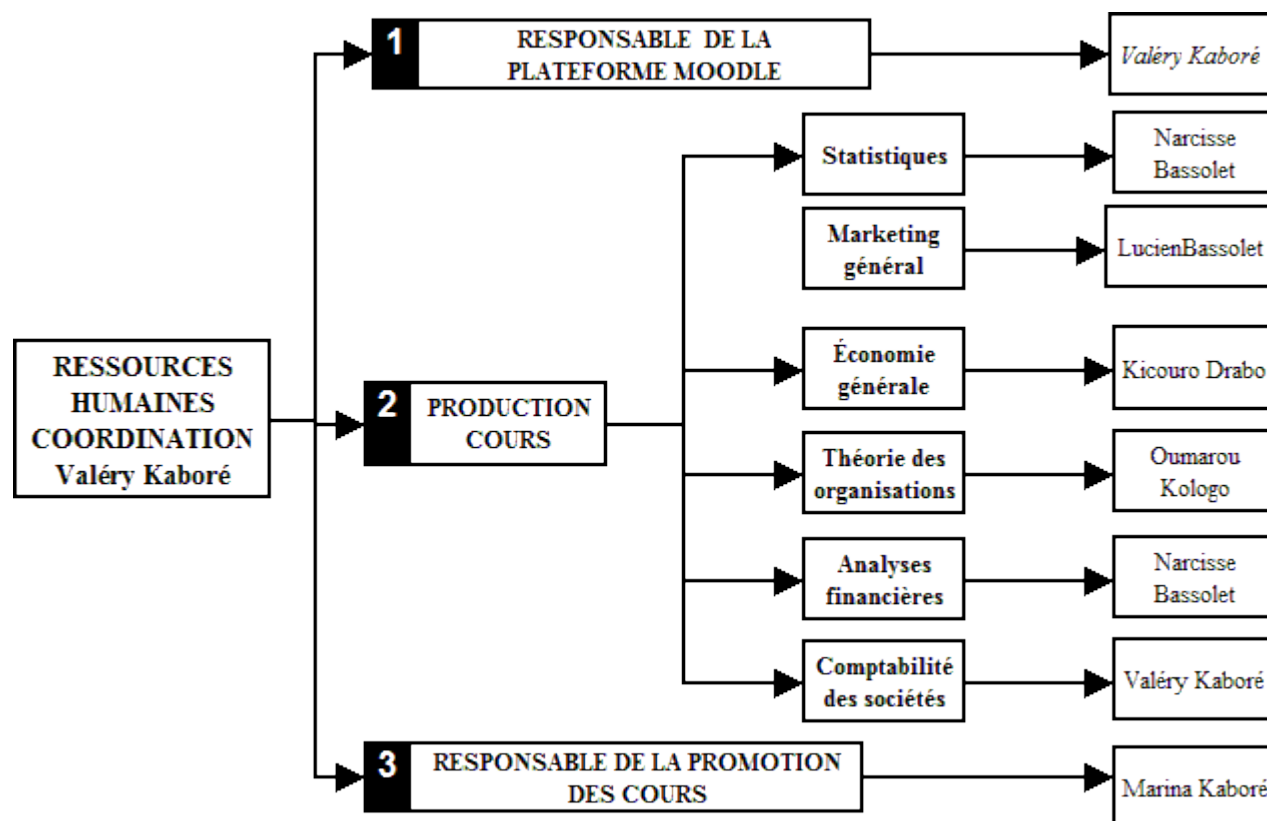 1
RESPONSABLE DE LA
PLATEFORME MOODLE
Valéry Kaboré
Statistiques
Narcisse
Bassolet
Marketing
général
LucienBassolet
RESSOURCES
HUMAINES
COORDINATION
Valéry Kaboré
2
PRODUCTION
COURS
Économie
générale
Kicouro Drabo
Théorie des
organisations
Oumarou
Kologo
Analyses
financières
Narcisse
Bassolet
Comptabilité
des sociétés
Valéry Kaboré
3
RESPONSABLE DE LA PROMOTION
DES COURS
Marina Kaboré